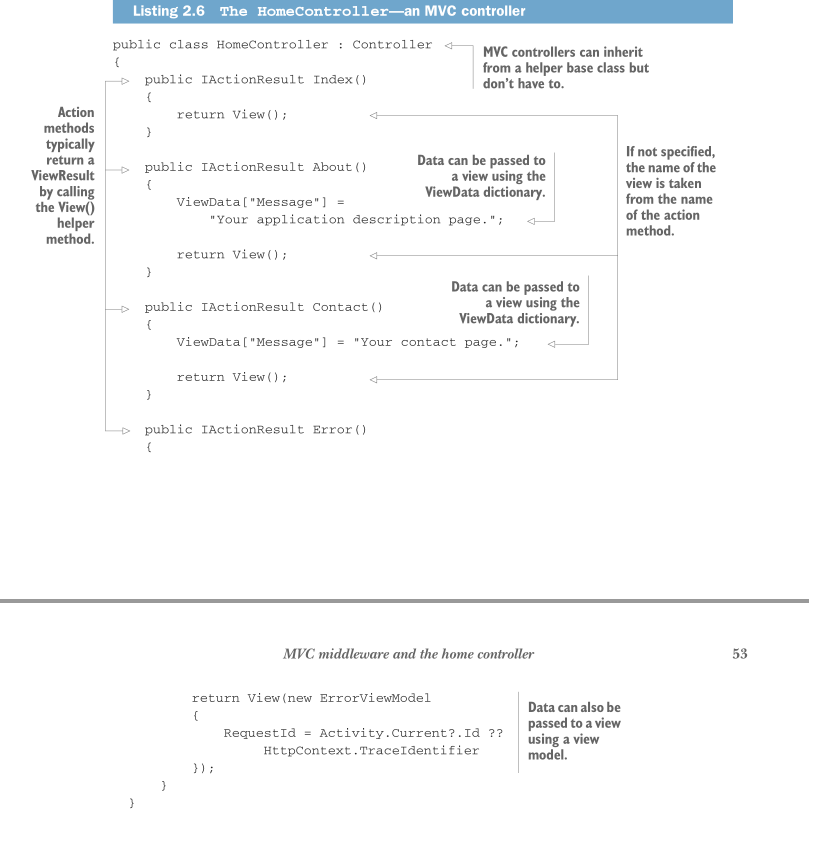 Listing 2.6 The HomeController—an MVC controller
public class HomeController : Controller
{
MVC controllers can inherit
from a helper base class but
don't have to.
public IActionResult Index()
{
return View();
}
Action
methods
typically
return a
ViewResult
by calling
the View()
helper
method.
If not specified,
the name of the
view is taken
from the name
of the action
method.
public IActionResult About()
{
ViewData["Message"] =
"Your application description page.";
Data can be passed to
a view using the
ViewData dictionary.
return View();
}
public IActionResult Contact()
{
ViewData["Message"] = "Your contact page.";
Data can be passed to
a view using the
ViewData dictionary.
return View();
}
public IActionResult Error()
{
MVC middleware and the home controller 53
return View(new ErrorViewModel
{
RequestId = Activity.Current?.Id ??
HttpContext.TraceIdentifier
});
Data can also be
passed to a view
using a view
model.
}
}